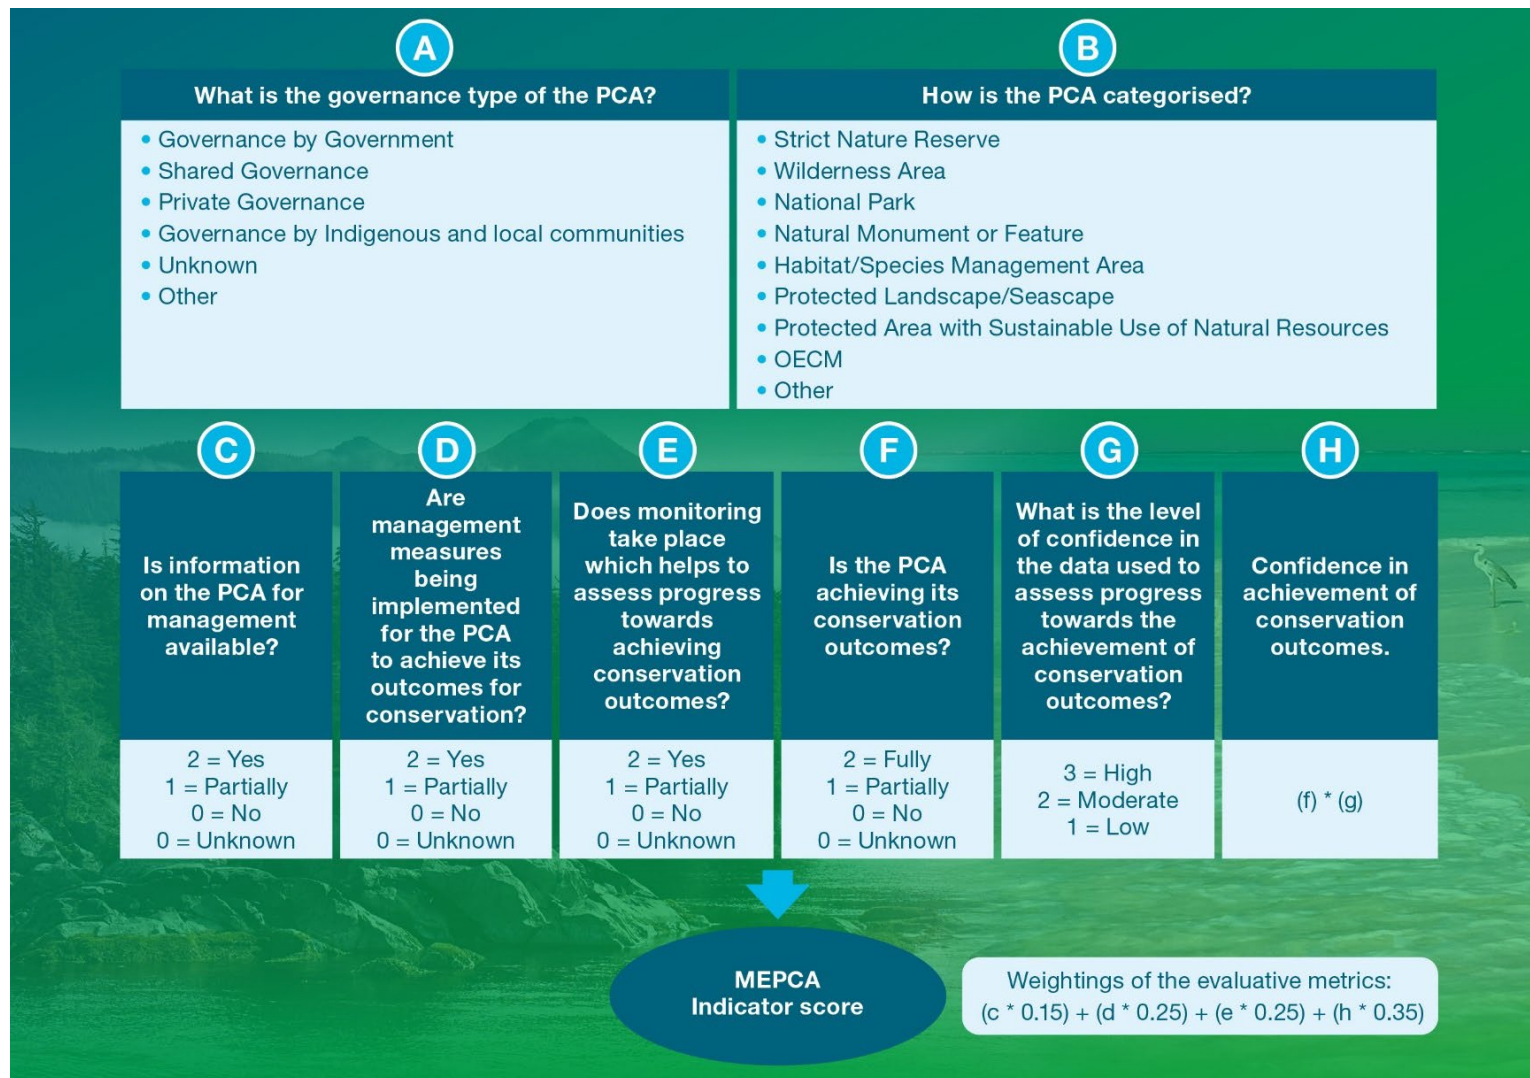 A
What is the governance type of the PCA?
• Governance by Government
• Shared Governance
• Private Governance
• Governance by Indigenous and local communities
• Unknown
• Other
B
How is the PCA categorised?
• Strict Nature Reserve
• Wilderness Area
• National Park
• Natural Monument or Feature
• Habitat/Species Management Area
• Protected Landscape/Seascape
• Protected Area with Sustainable Use of Natural Resources
• OECM
• Other
C
Is information
on the PCA for
management
available?
2 = Yes
1 = Partially
0 = No
0 = Unknown
D
Are
management
measures
being
implemented
for the PCA
to achieve its
outcomes for
conservation?
2 = Yes
1 = Partially
0 = No
0 = Unknown
E
Does monitoring
take place
which helps to
assess progress
towards
achieving
conservation
outcomes?
2 = Yes
1 = Partially
0 = No
0 = Unknown
F
Is the PCA
achieving its
conservation
outcomes?
2 = Fully
1 = Partially
0 = No
0 = Unknown
G
What is the level
of confidence in
the data used to
assess progress
towards the
achievement of
conservation
outcomes?
3 = High
2 = Moderate
1 = Low
H
Confidence in
achievement of
conservation
outcomes.
(f) * (g)
MEPCA
Indicator score
Weightings of the evaluative metrics:
(c * 0.15) + (d * 0.25) + (e * 0.25) + (h * 0.35)